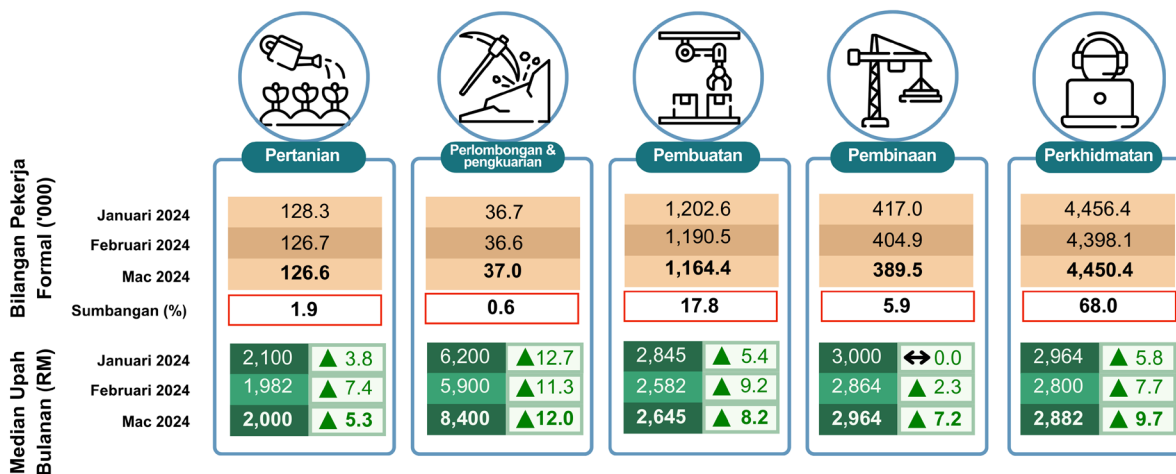 Pertanian
Perlombongan &
pengkuarian
Pembuatan
Pembinaan
Perkhidmatan
Bilangan Pekerja
Formal ('000)
Januari 2024 128.3 36.7 1,202.6 417.0 4,456.4
Februari 2024 126.7 36.6 1,190.5 404.9 4,398.1
Mac 2024 126.6 37.0 1,164.4 389.5 4,450.4
Sumbangan (%) 1.9 0.6 17.8 5.9 68.0
Median Upah
Bulanan (RM)
Januari 2024 2,100 ▲ 3.8 6,200 ▲12.7 2,845 ▲ 5.4 3,000 ↔ 0.0 2,964 ▲ 5.8
Februari 2024 1,982 ▲ 7.4 5,900 ▲11.3 2,582 ▲ 9.2 2,864 ▲ 2.3 2,800 ▲ 7.7
Mac 2024 2,000 ▲ 5.3 8,400 ▲12.0 2,645 ▲ 8.2 2,964 ▲ 7.2 2,882 ▲ 9.7